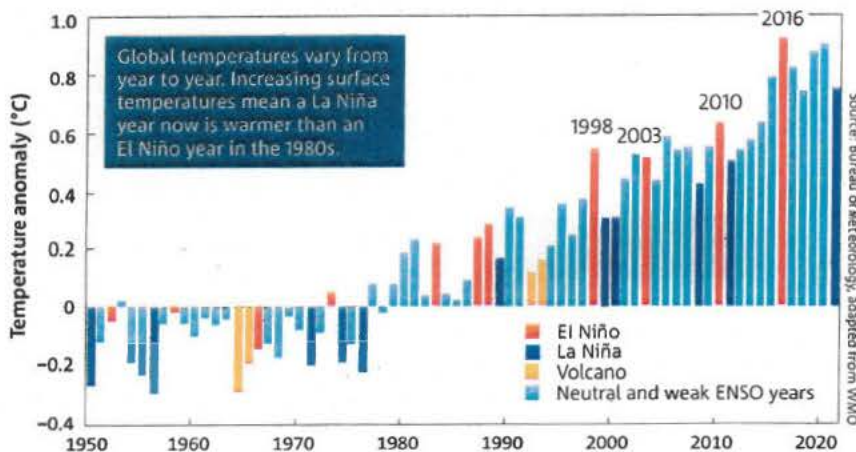 2016
1.0
Global temperatures vary from
year to year. Increasing surface
temperatures mean a La Niña
year now is warmer than an
El Niño year in the 1980s.
0.8
2010
1998
2003
0.6
0.4
0.2
0
−0.2
−0.4
Temperature anomaly (°C)
El Niño
La Niña
Volcano
Neutral and weak ENSO years
1950
1960
1970
1980
1990
2000
2010
2020
Source: Bureau of Meteorology, adapted from WMO